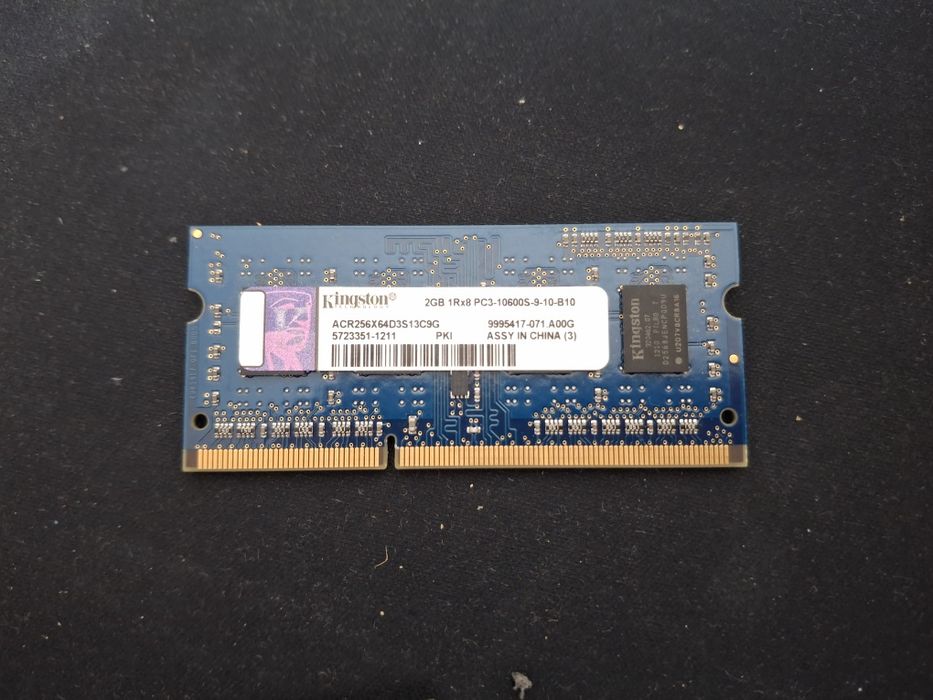 Kingston®
TECHNOLOGY
2GB 1Rx8 PC3-10600S-9-10-B10
ACR256X64D3S13C9G
9995417-071.A00G
5723351-1211 PKI ASSY IN CHINA (3)
Kingston